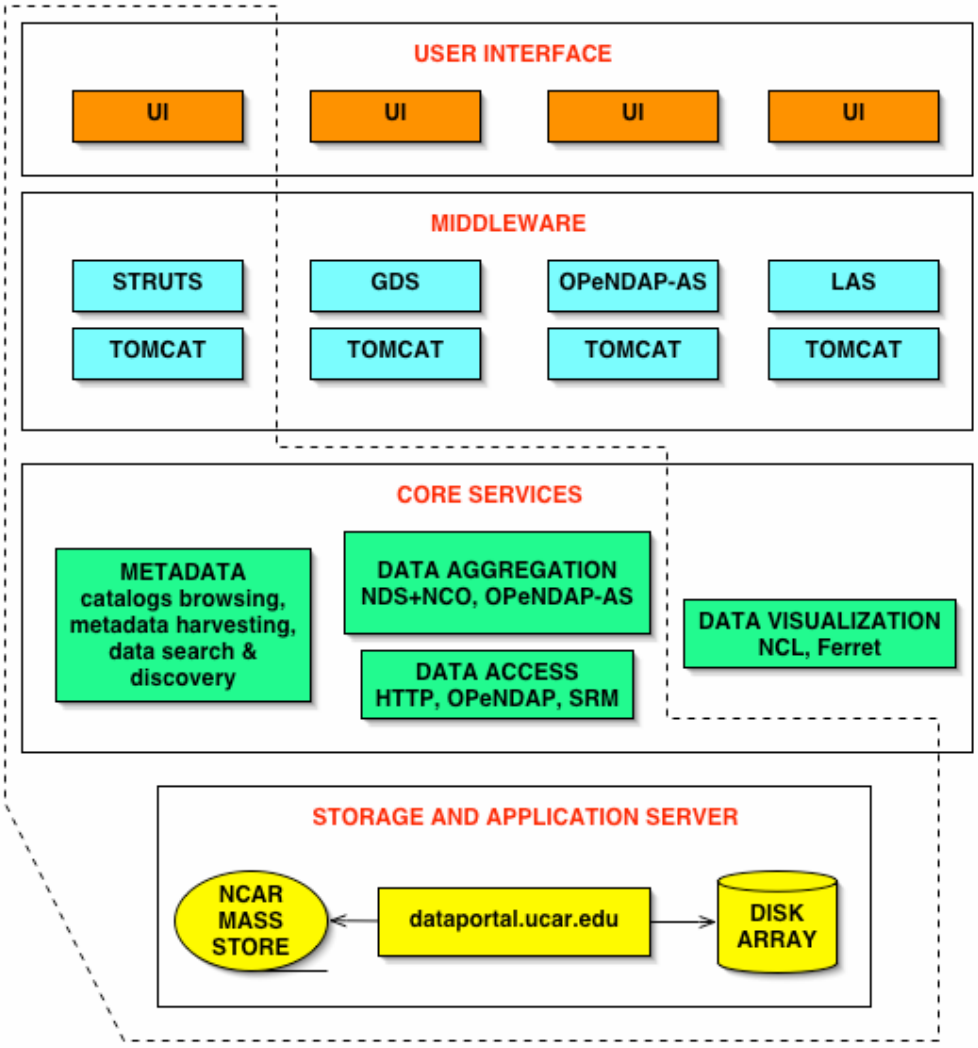 USER INTERFACE
UI
UI
UI
UI
MIDDLEWARE
STRUTS
GDS
OPeNDAP-AS
LAS
TOMCAT
TOMCAT
TOMCAT
TOMCAT
CORE SERVICES
METADATA
catalogs browsing,
metadata harvesting,
data search &
discovery
DATA AGGREGATION
NDS+NCO, OPeNDAP-AS
DATA ACCESS
HTTP, OPeNDAP, SRM
DATA VISUALIZATION
NCL, Ferret
STORAGE AND APPLICATION SERVER
NCAR
MASS
STORE
dataportal.ucar.edu
DISK
ARRAY